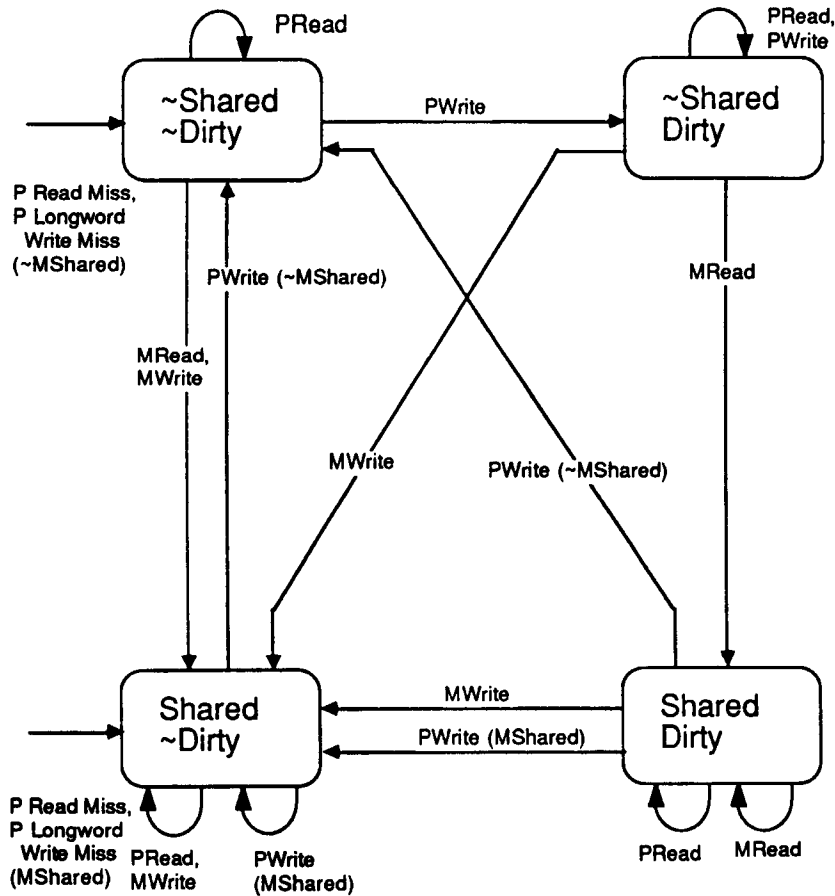 PRead
PRead,
PWrite
~Shared
~Dirty
PWrite
~Shared
Dirty
P Read Miss,
P Longword
Write Miss
(~MShared)
PWrite (~MShared)
MRead
MRead,
MWrite
MWrite
PWrite (~MShared)
Shared
~Dirty
MWrite
PWrite (MShared)
Shared
Dirty
P Read Miss,
P Longword
Write Miss
(MShared)
PRead,
MWrite
PWrite
(MShared)
PRead
MRead